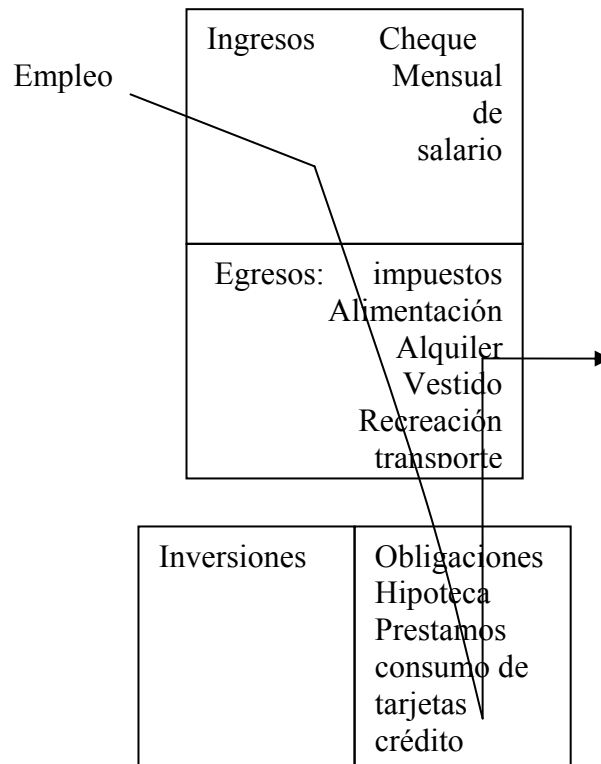 Ingresos Cheque
Empleo
Mensual
de
salario
Egresos: impuestos
Alimentación
Alquiler
Vestido
Recreación
transporte
Inversiones
Obligaciones
Hipoteca
Prestamos
consumo de
tarjetas
crédito